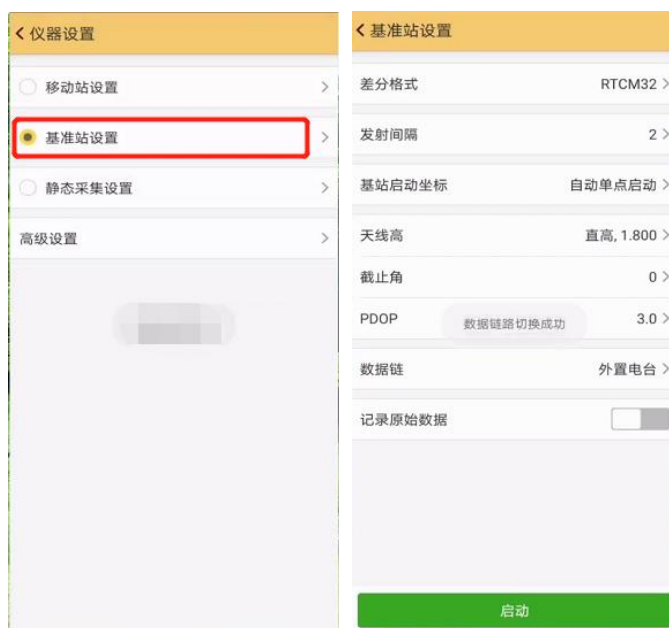 仪器设置
移动站设置
基准站设置
静态采集设置
高级设置
基准站设置
差分格式 RTCM32
发射间隔 2
基站启动坐标 自动单点启动
天线高 直高, 1.800
截止角 0
PDOP 3.0
数据链路切换成功
数据链 外置电台
记录原始数据
启动